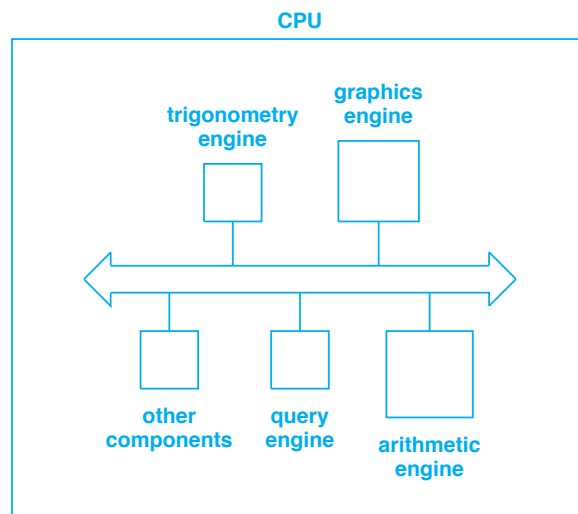 CPU
graphics
engine
trigonometry
engine
other
components
query
engine
arithmetic
engine